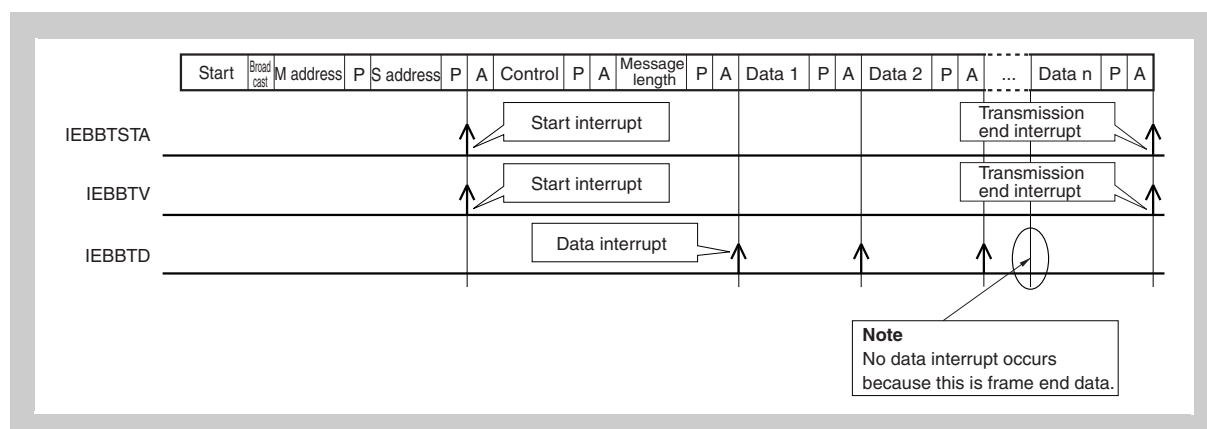 Start Broad cast M address P S address P A Control P A Message length P A Data 1 P A Data 2 P A ... Data n P A
IEBBTSTA
Start interrupt
Transmission
end interrupt
IEBBTV
Start interrupt
Transmission
end interrupt
IEBBTD
Data interrupt
Note
No data interrupt occurs
because this is frame end data.